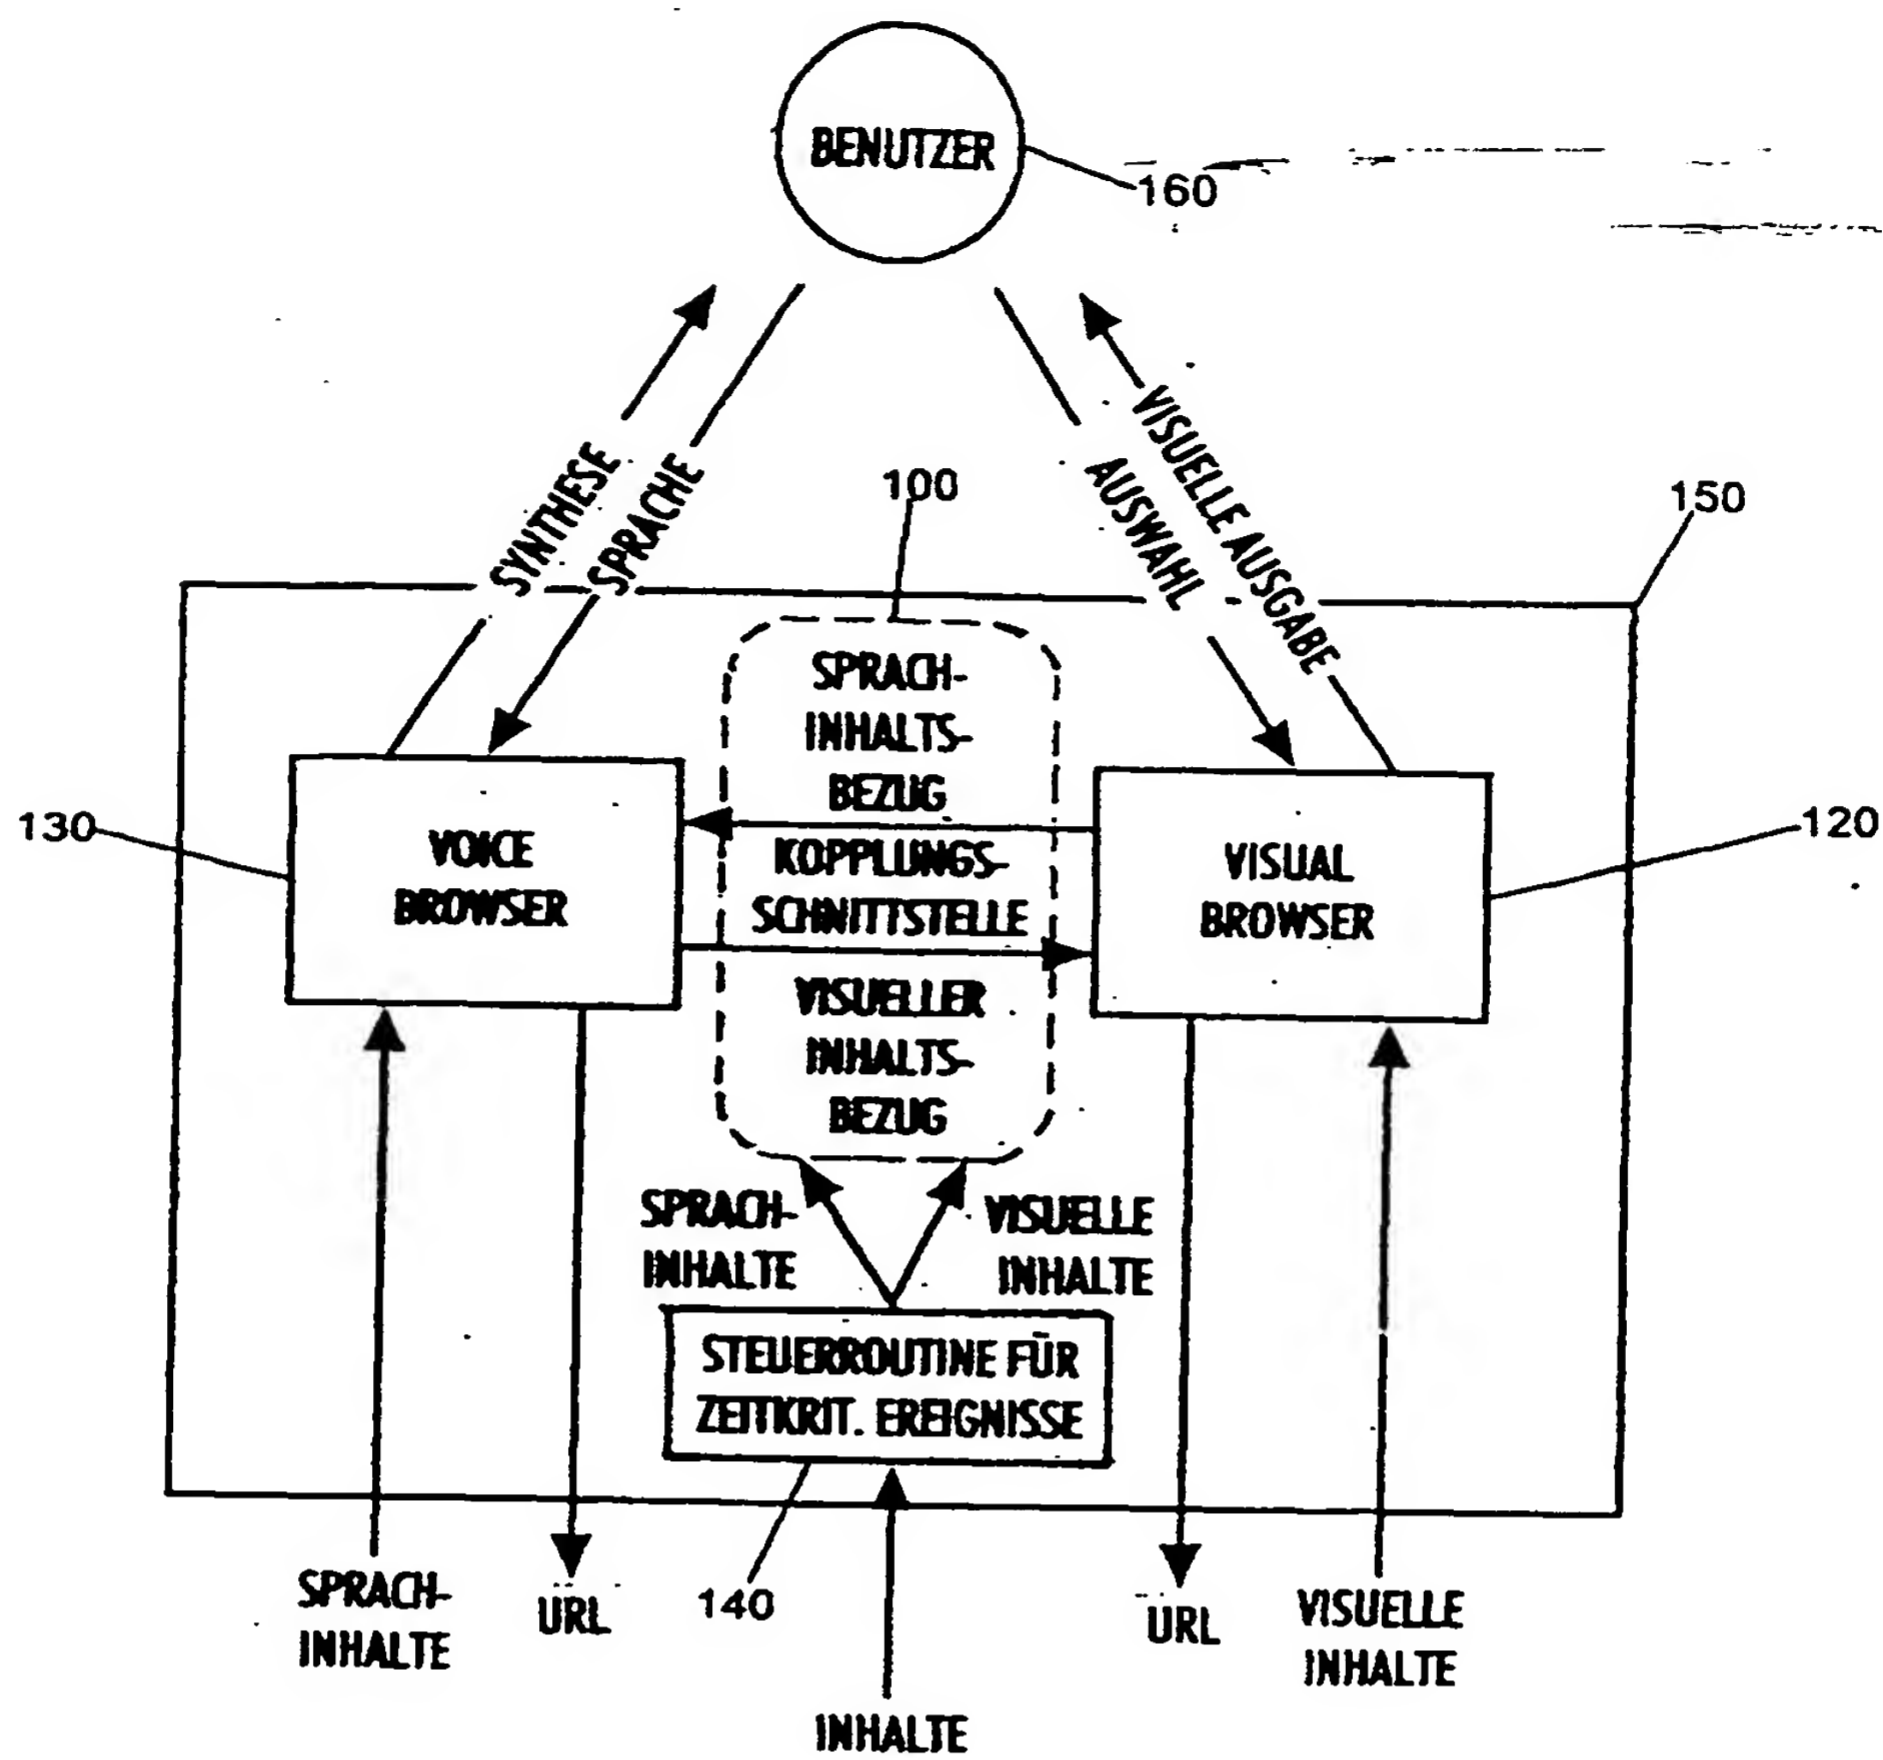 BENUTZER
160
SYNTHESE
SPRACHE
AUSWAHL
VISUELLE AUSGABE
100
150
SPRACH-
INHALTS-
BEZUG
KOPPLUNGS-
SCHNITTSTELLE
VISUELLER
INHALTS-
BEZUG
130
VOICE
BROWSER
VISUAL
BROWSER
120
SPRACH-
INHALTE
VISUELLE
INHALTE
STEUERROUTINE FÜR
ZEITKRIT. EREIGNISSE
SPRACH-
INHALTE
URL
140
INHALTE
URL
VISUELLE
INHALTE